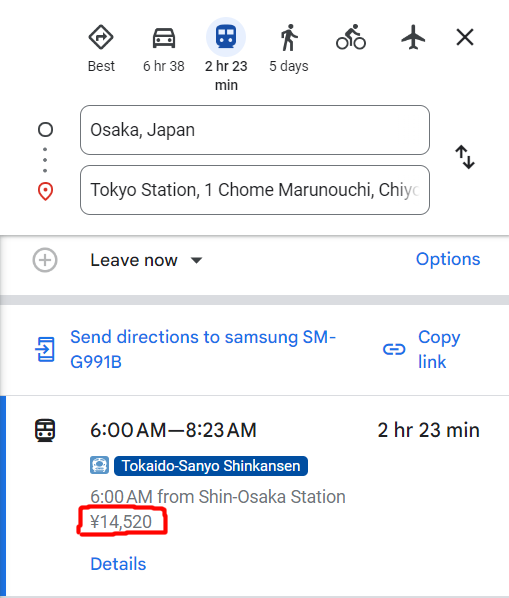 Best
6 hr 38
2 hr 23
min
5 days
Osaka, Japan
Tokyo Station, 1 Chome Marunouchi, Chiyo
Leave now
Options
Send directions to samsung SM-
G991B
Copy
link
6:00 AM—8:23 AM
2 hr 23 min
Tokaido-Sanyo Shinkansen
6:00 AM from Shin-Osaka Station
¥14,520
Details